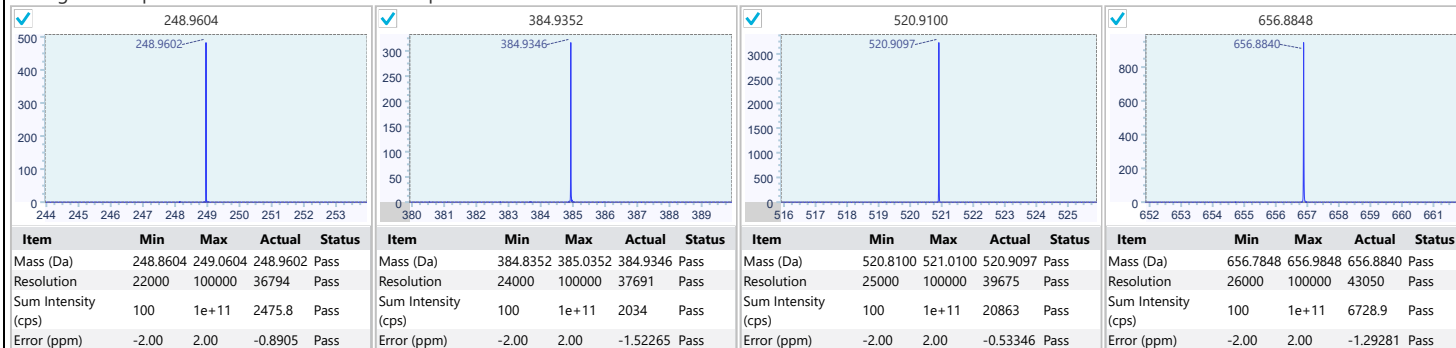 248.9604
248.9602
500
400
300
200
100
0
244 245 246 247 248 249 250 251 252 253
Item Min Max Actual Status
Mass (Da) 248.8604 249.0604 248.9602 Pass
Resolution 22000 100000 36794 Pass
Sum Intensity
(cps) 100 1e+11 2475.8 Pass
Error (ppm) -2.00 2.00 -0.8905 Pass
384.9352
384.9346
300
250
200
150
100
50
0
380 381 382 383 384 385 386 387 388 389
Item Min Max Actual Status
Mass (Da) 384.8352 385.0352 384.9346 Pass
Resolution 24000 100000 37691 Pass
Sum Intensity
(cps) 100 1e+11 2034 Pass
Error (ppm) -2.00 2.00 -1.52265 Pass
520.9100
520.9097
3000
2500
2000
1500
1000
500
0
516 517 518 519 520 521 522 523 524 525
Item Min Max Actual Status
Mass (Da) 520.8100 521.0100 520.9097 Pass
Resolution 25000 100000 39675 Pass
Sum Intensity
(cps) 100 1e+11 20863 Pass
Error (ppm) -2.00 2.00 -0.53346 Pass
656.8848
656.8840
800
600
400
200
0
652 653 654 655 656 657 658 659 660 661
Item Min Max Actual Status
Mass (Da) 656.7848 656.9848 656.8840 Pass
Resolution 26000 100000 43050 Pass
Sum Intensity
(cps) 100 1e+11 6728.9 Pass
Error (ppm) -2.00 2.00 -1.29281 Pass